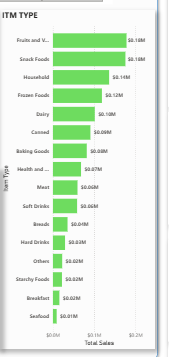 ITM TYPE
Fruits and V... $0.18M
Snack Foods $0.18M
Household $0.14M
Frozen Foods $0.12M
Dairy $0.10M
Canned $0.09M
Baking Goods $0.08M
Health and ... $0.07M
Meat $0.06M
Soft Drinks $0.06M
Breads $0.04M
Hard Drinks $0.03M
Others $0.02M
Starchy Foods $0.02M
Breakfast $0.02M
Seafood $0.01M
Item Type
$0.0M $0.1M $0.2M
Total Sales